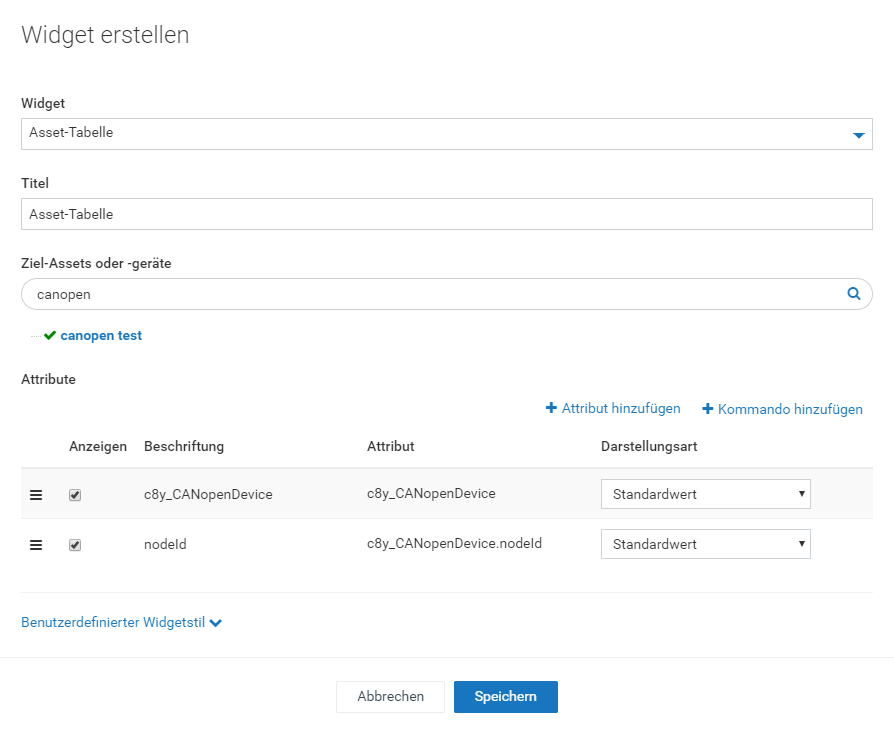 Widget erstellen
Widget
Asset-Tabelle
Titel
Asset-Tabelle
Ziel-Assets oder -geräte
canopen
canopen test
Attribute
Attribut hinzufügen Kommando hinzufügen
Anzeigen Beschriftung Attribut Darstellungsart
c8y_CANopenDevice c8y_CANopenDevice Standardwert
nodeId c8y_CANopenDevice.nodeId Standardwert
Benutzerdefinierter Widgetstil
Abbrechen Speichern